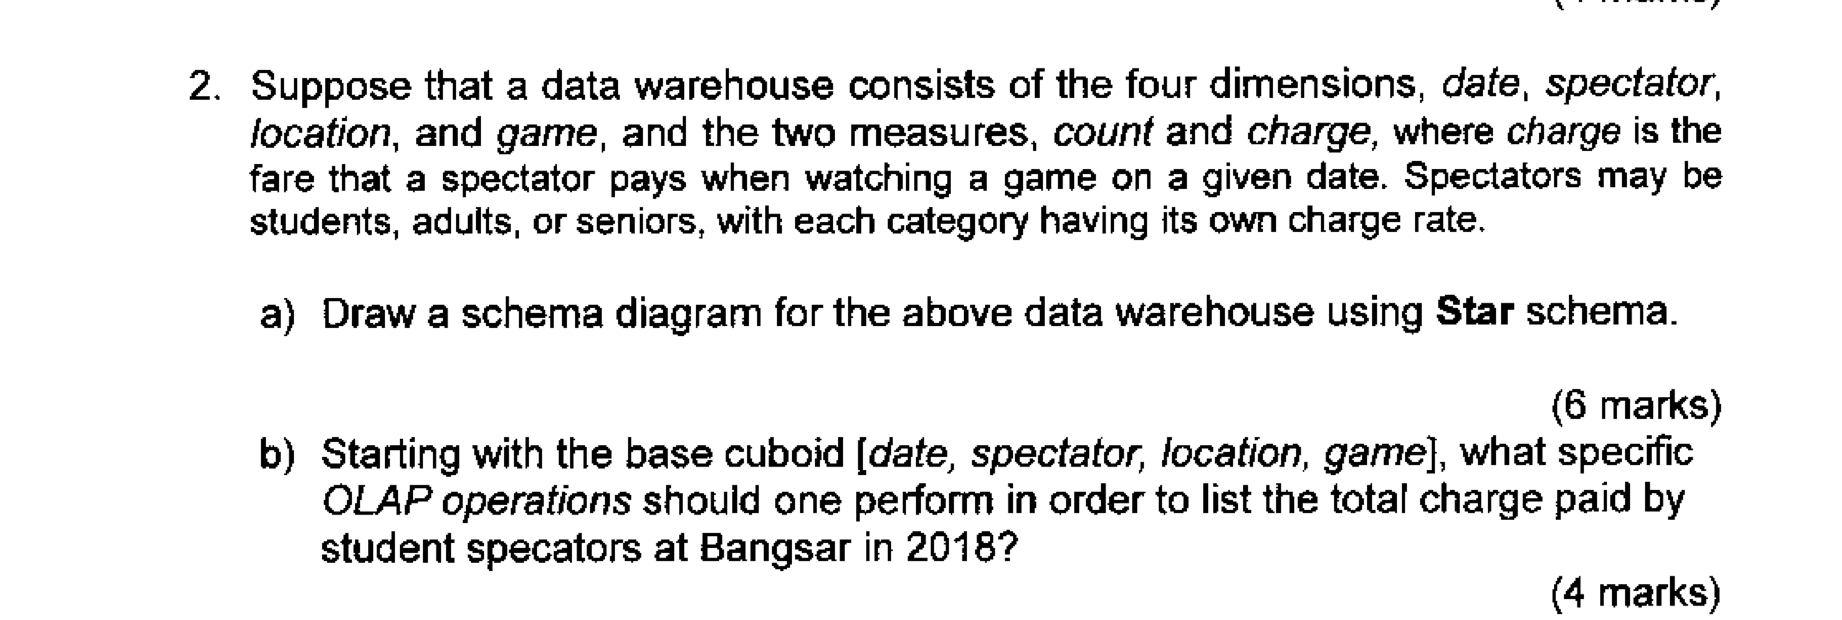 2. Suppose that a data warehouse consists of the four dimensions, date, spectator,
location, and game, and the two measures, count and charge, where charge is the
fare that a spectator pays when watching a game on a given date. Spectators may be
students, adults, or seniors, with each category having its own charge rate.
a) Draw a schema diagram for the above data warehouse using Star schema.
(6 marks)
b) Starting with the base cuboid [date, spectator, location, game], what specific
OLAP operations should one perform in order to list the total charge paid by
student specators at Bangsar in 2018?
(4 marks)